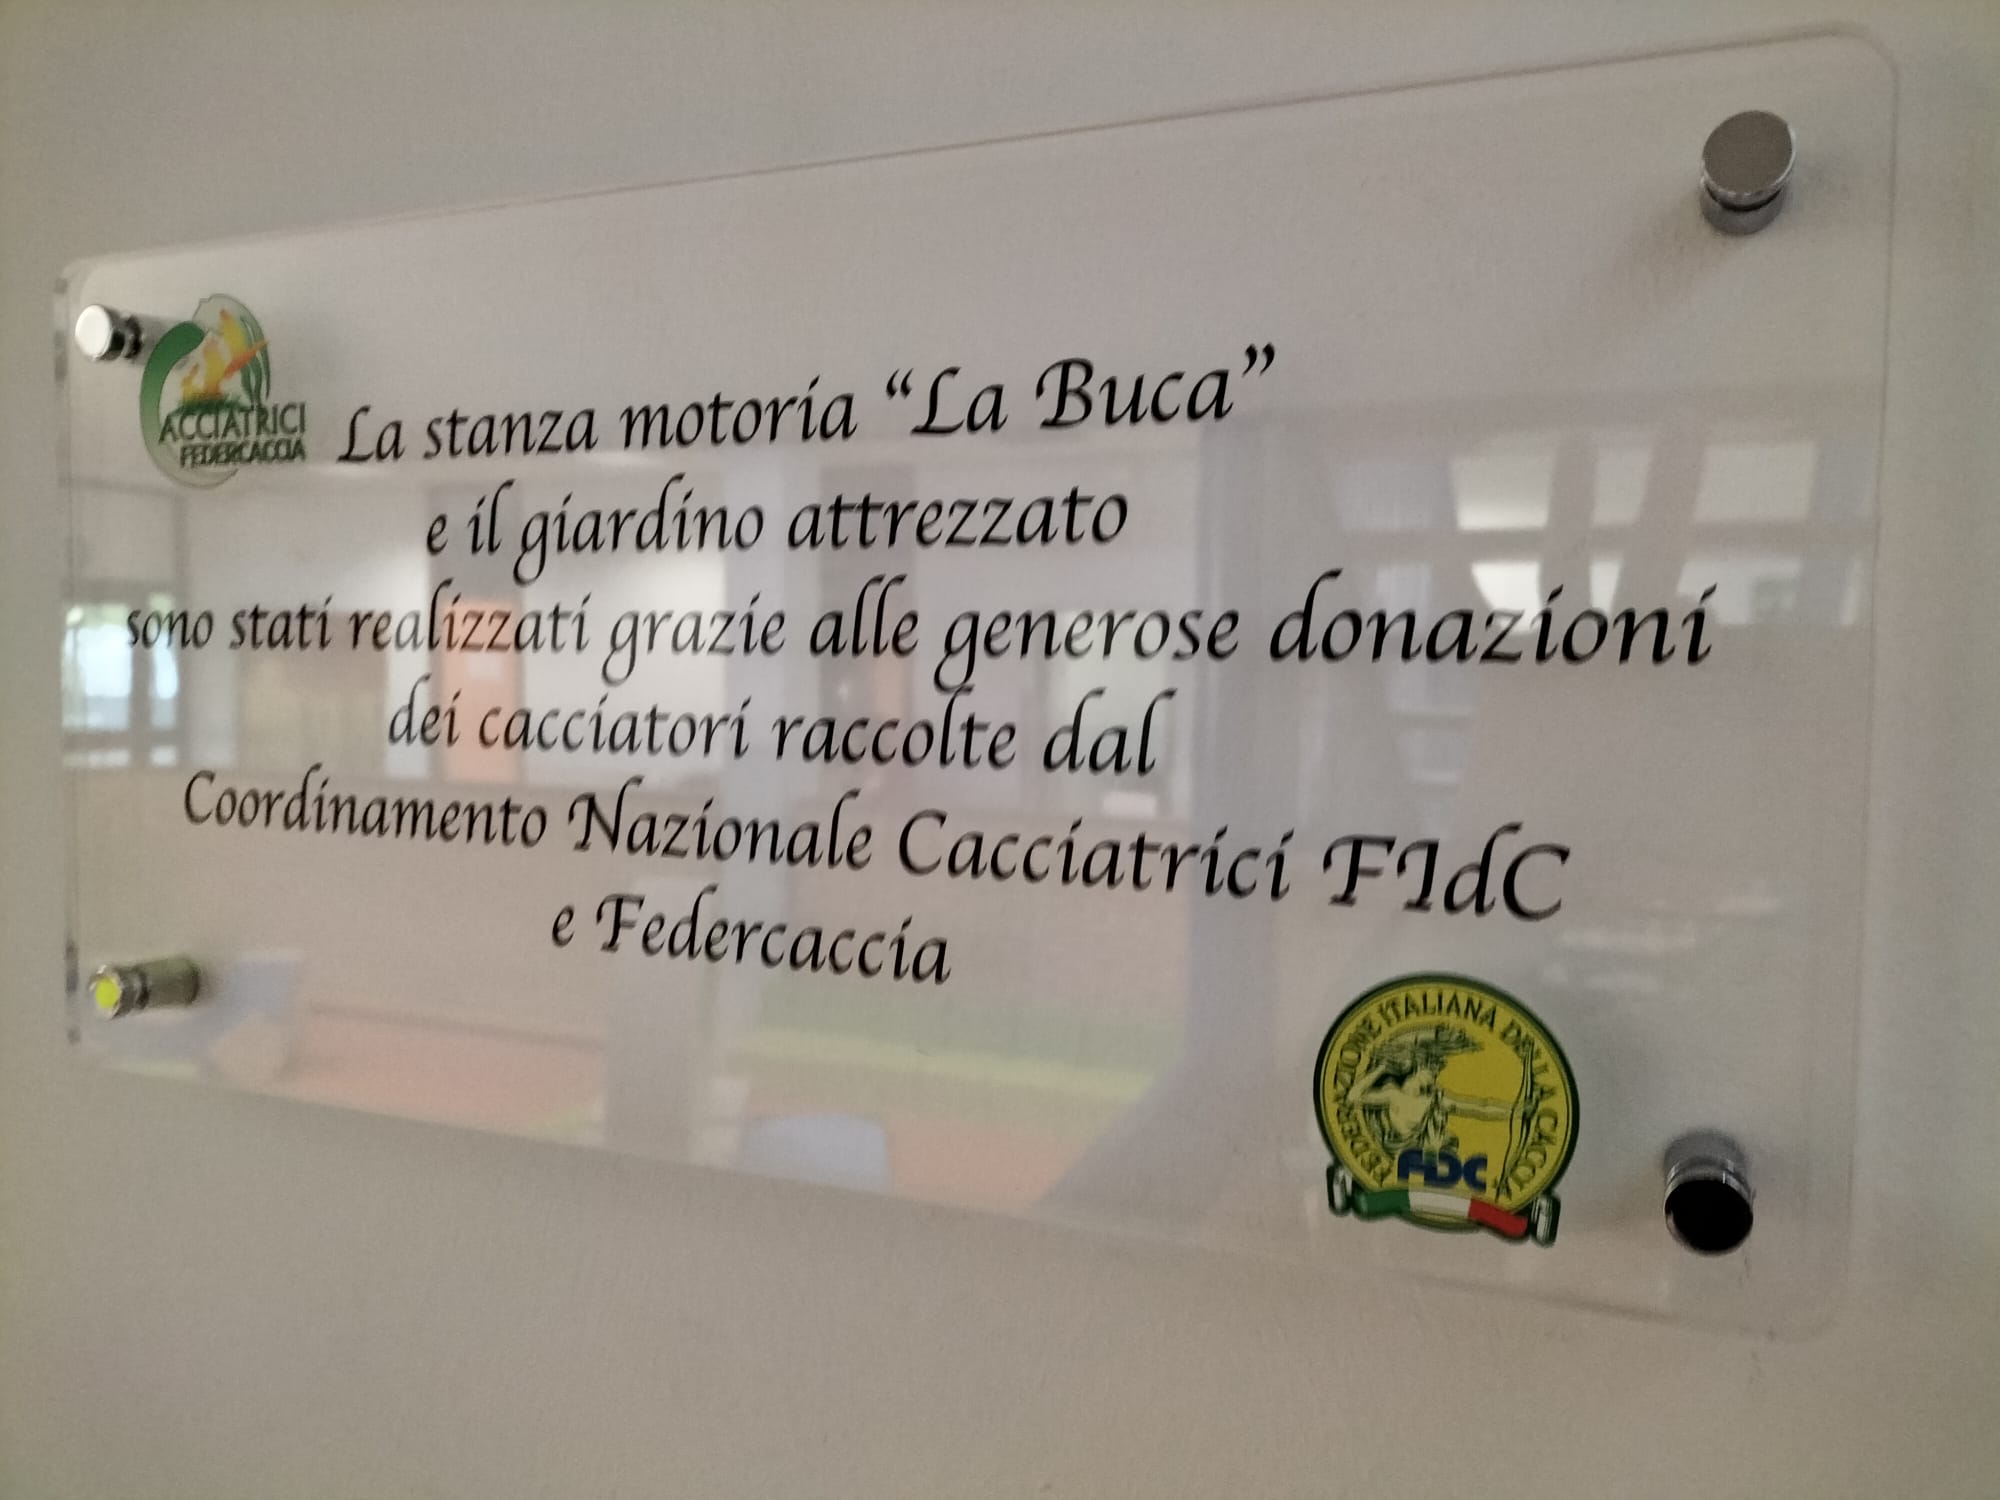 CACCIATRICI
FEDERCACCIA
La stanza motoria “La Buca”
e il giardino attrezzato
sono stati realizzati grazie alle generose donazioni
dei cacciatori raccolte dal
Coordinamento Nazionale Cacciatrici FIdC
e Federcaccia
FEDERAZIONE ITALIANA DELLA CACCIA
FIDC